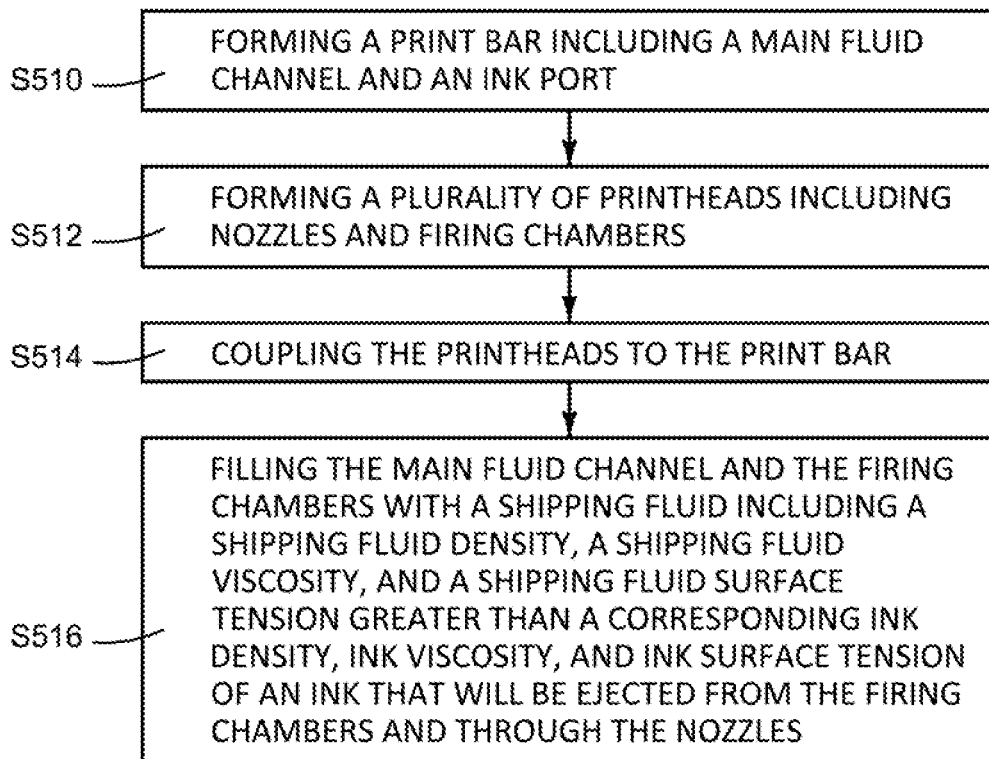 FORMING A PRINT BAR INCLUDING A MAIN FLUID
S510
CHANNEL AND AN INK PORT
FORMING A PLURALITY OF PRINTHEADS INCLUDING
S512
NOZZLES AND FIRING CHAMBERS
S514
COUPLING THE PRINTHEADS TO THE PRINT BAR
FILLING THE MAIN FLUID CHANNEL AND THE FIRING
CHAMBERS WITH A SHIPPING FLUID INCLUDING A
SHIPPING FLUID DENSITY, A SHIPPING FLUID
VISCOSITY, AND A SHIPPING FLUID SURFACE
TENSION GREATER THAN A CORRESPONDING INK
S516
DENSITY, INK VISCOSITY, AND INK SURFACE TENSION
OF AN INK THAT WILL BE EJECTED FROM THE FIRING
CHAMBERS AND THROUGH THE NOZZLES